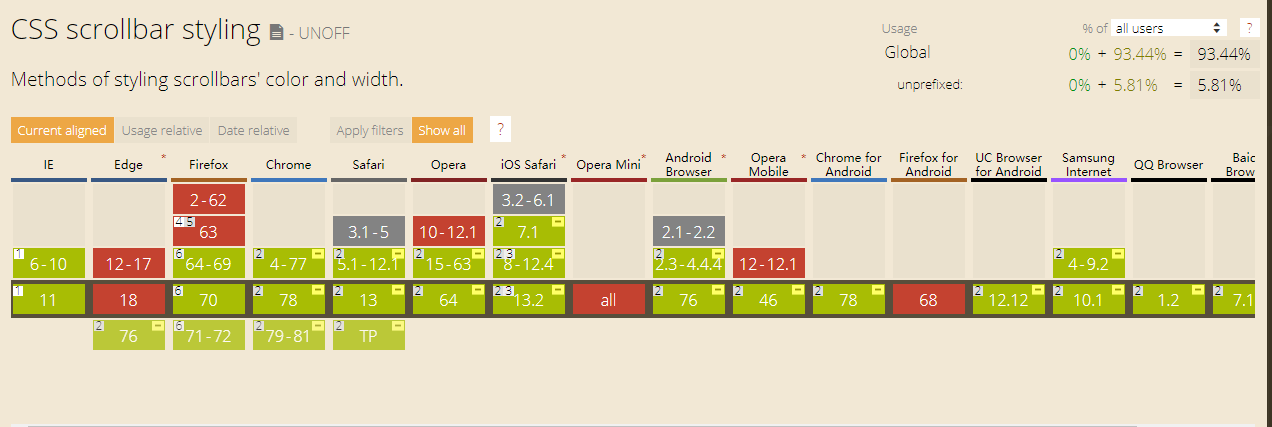 CSS scrollbar styling - UNOFF
Methods of styling scrollbars' color and width.
Usage % of all users ?
Global 0% + 93.44% = 93.44%
unprefixed: 0% + 5.81% = 5.81%
Current aligned Usage relative Date relative Apply filters Show all ?
IE Edge * Firefox Chrome Safari Opera iOS Safari * Opera Mini * Android Browser * Opera Mobile * Chrome for Android Firefox for Android UC Browser for Android Samsung Internet QQ Browser Baid Brow
2-62 3.2-6.1
4 5 63 3.1-5 10-12.1 2 7.1 2.1-2.2
1 6-10 12-17 6 64-69 2 4-77 2 5.1-12.1 2 15-63 2 3 8-12.4 2 2.3-4.4.4 12-12.1 2 4-9.2
1 11 18 6 70 2 78 2 13 2 64 2 3 13.2 all 2 76 2 46 2 78 68 2 12.12 2 10.1 2 1.2 2 7.1
2 76 6 71-72 2 79-81 2 TP